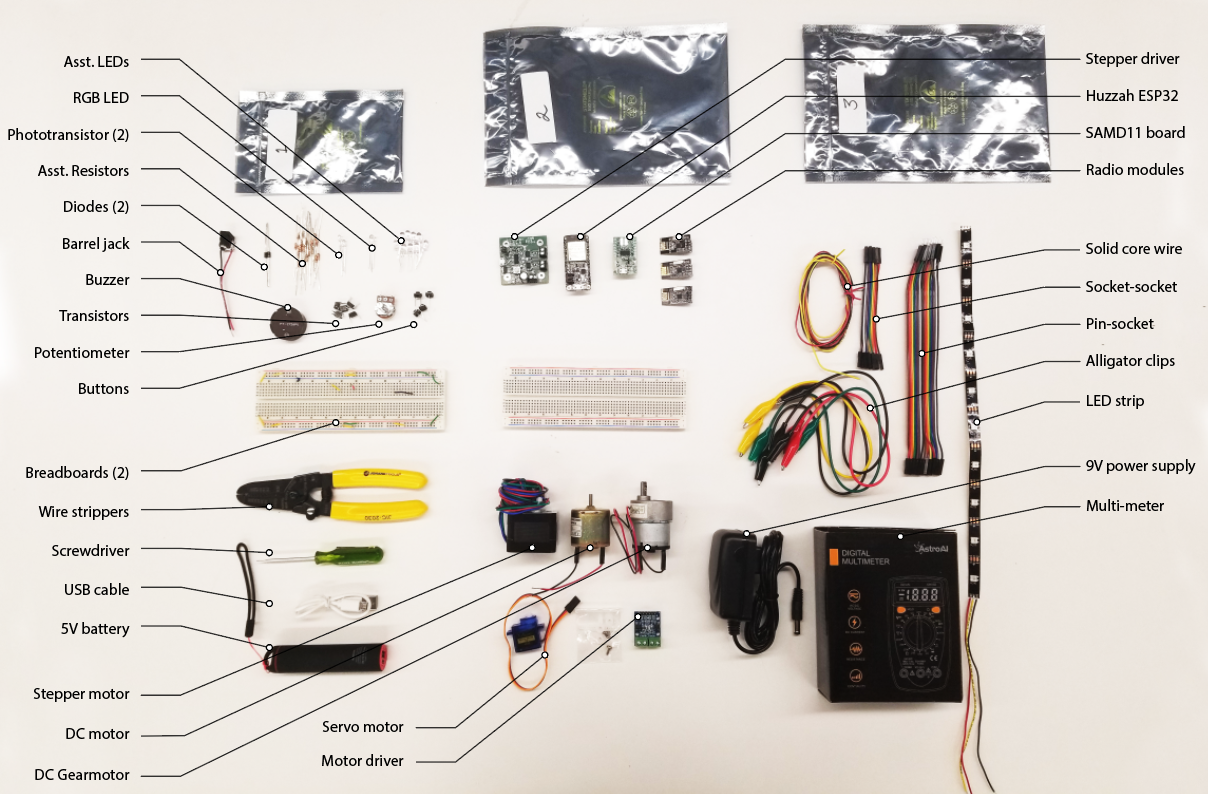 Asst. LEDs
RGB LED
Phototransistor (2)
Asst. Resistors
Diodes (2)
Barrel jack
Buzzer
Transistors
Potentiometer
Buttons
Breadboards (2)
Wire strippers
Screwdriver
USB cable
5V battery
Stepper motor
DC motor
DC Gearmotor
Servo motor
Motor driver
1
2
3
Stepper driver
Huzzah ESP32
SAMD11 board
Radio modules
Solid core wire
Socket-socket
Pin-socket
Alligator clips
LED strip
9V power supply
Multi-meter
DIGITAL
MULTIMETER
AstroAI